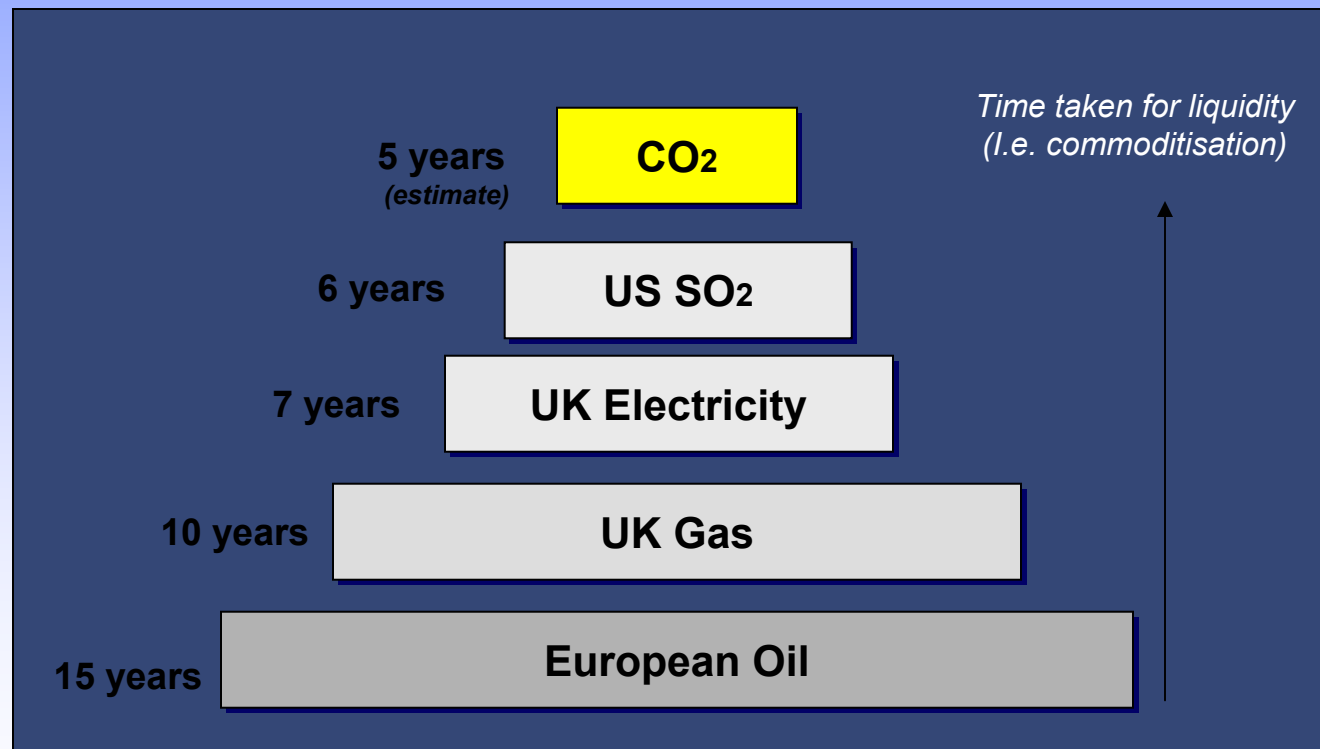 Time taken for liquidity
(I.e. commoditisation)
5 years
(estimate)
CO2
6 years
US SO2
7 years
UK Electricity
10 years
UK Gas
15 years
European Oil